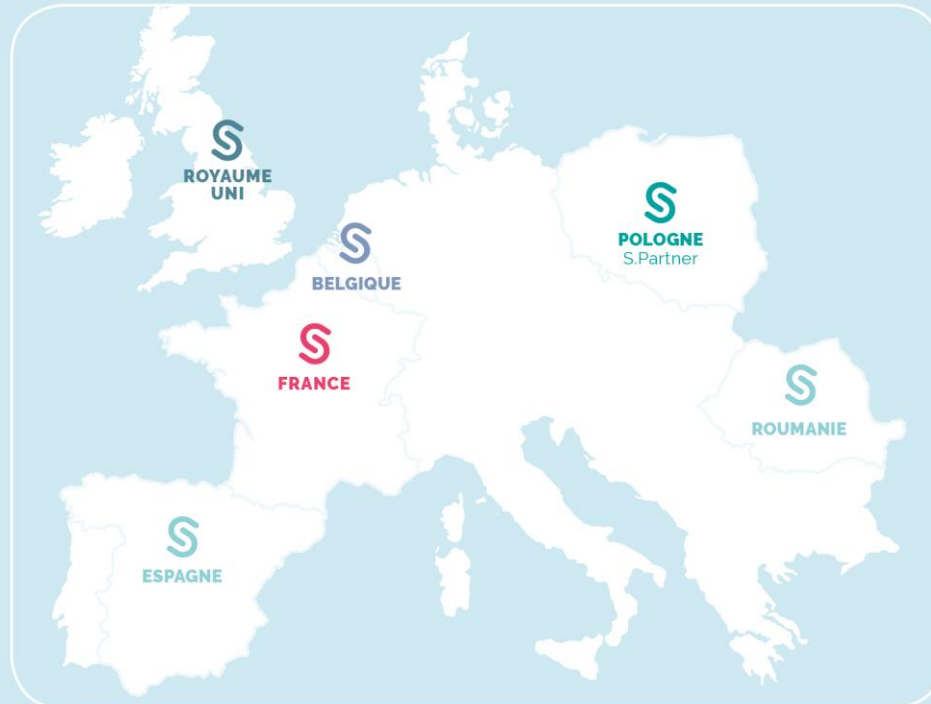 ROYAUME
UNI
POLOGNE
S.Partner
BELGIQUE
FRANCE
ROUMANIE
ESPAGNE